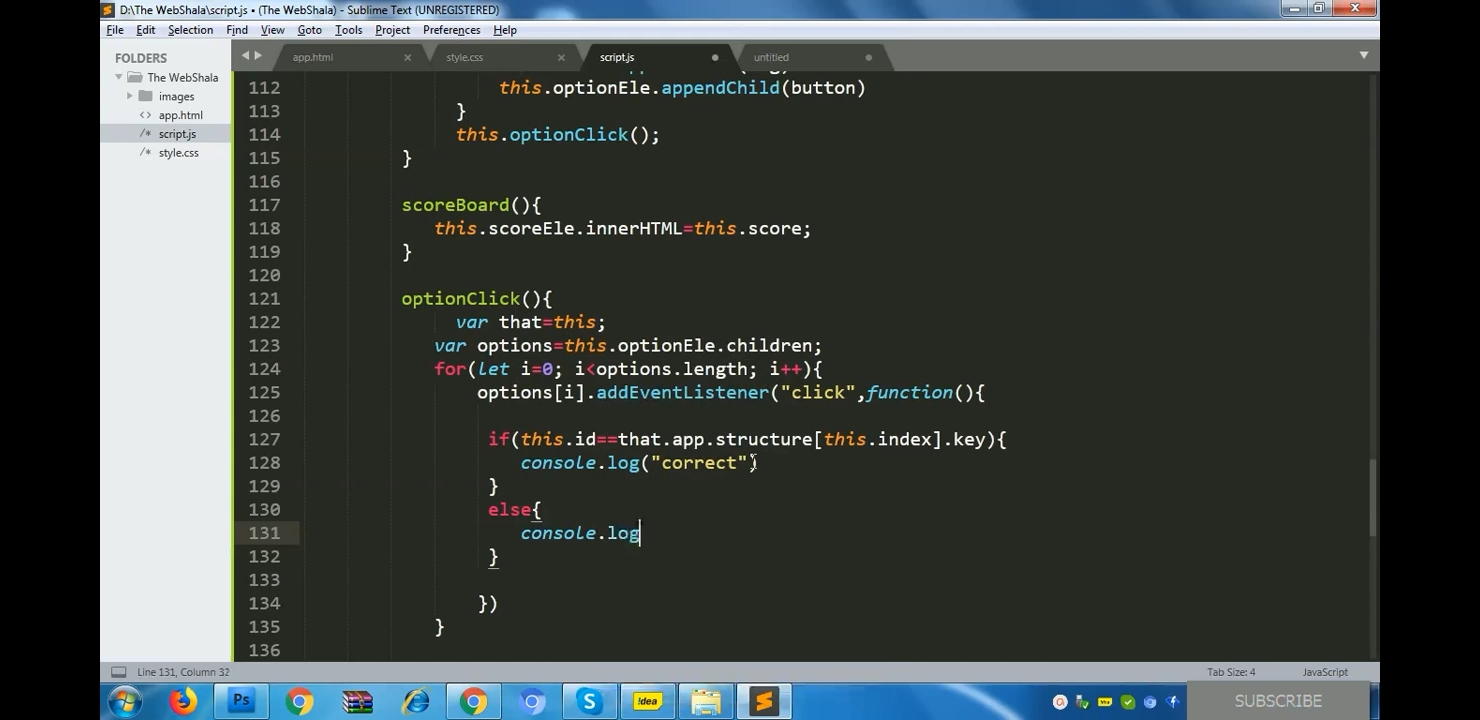 D:\The WebShala\script.js • (The WebShala) - Sublime Text (UNREGISTERED)
File Edit Selection Find View Goto Tools Project Preferences Help
FOLDERS
The WebShala
images
<> app.html
/* script.js
/* style.css
app.html style.css script.js untitled
112 this.optionEle.appendChild(button)
113 }
114 this.optionClick();
115 }
116
117 scoreBoard(){
118 this.scoreEle.innerHTML=this.score;
119 }
120
121 optionClick(){
122 var that=this;
123 var options=this.optionEle.children;
124 for(let i=0; i<options.length; i++){
125 options[i].addEventListener("click",function(){
126
127 if(this.id==that.app.structure[this.index].key){
128 console.log("correct")
129 }
130 else{
131 console.log
132 }
133
134 })
135 }
136
Line 131, Column 32
Tab Size: 4 JavaScript
Ps
S
!dea
SUBSCRIBE